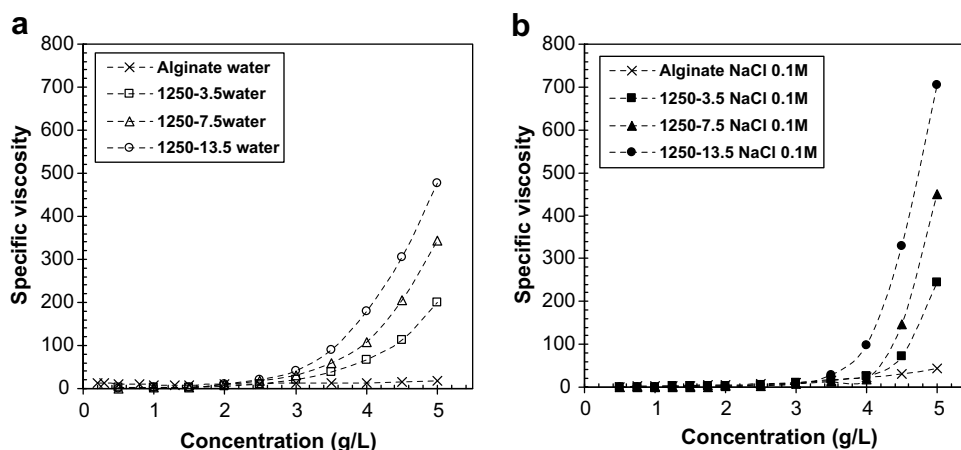 a
800
700
600
500
400
300
200
100
0
Specific viscosity
Alginate water
1250-3.5water
1250-7.5water
1250-13.5 water
0 1 2 3 4 5
Concentration (g/L)
b
800
700
600
500
400
300
200
100
0
Specific viscosity
Alginate NaCl 0.1M
1250-3.5 NaCl 0.1M
1250-7.5 NaCl 0.1M
1250-13.5 NaCl 0.1M
0 1 2 3 4 5
Concentration (g/L)